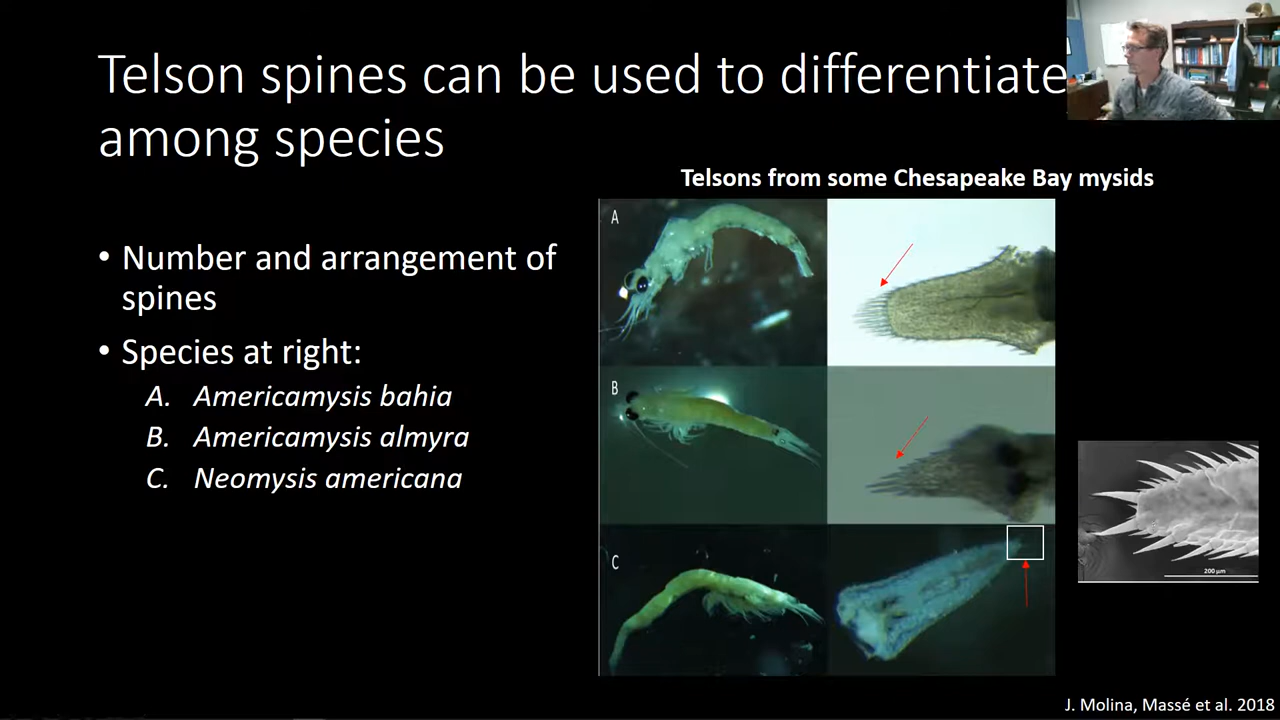 Telson spines can be used to differentiate
among species
Telsons from some Chesapeake Bay mysids
• Number and arrangement of
spines
• Species at right:
A. Americamysis bahia
B. Americamysis almyra
C. Neomysis americana
A
B
C
200 µm
J. Molina, Massé et al. 2018